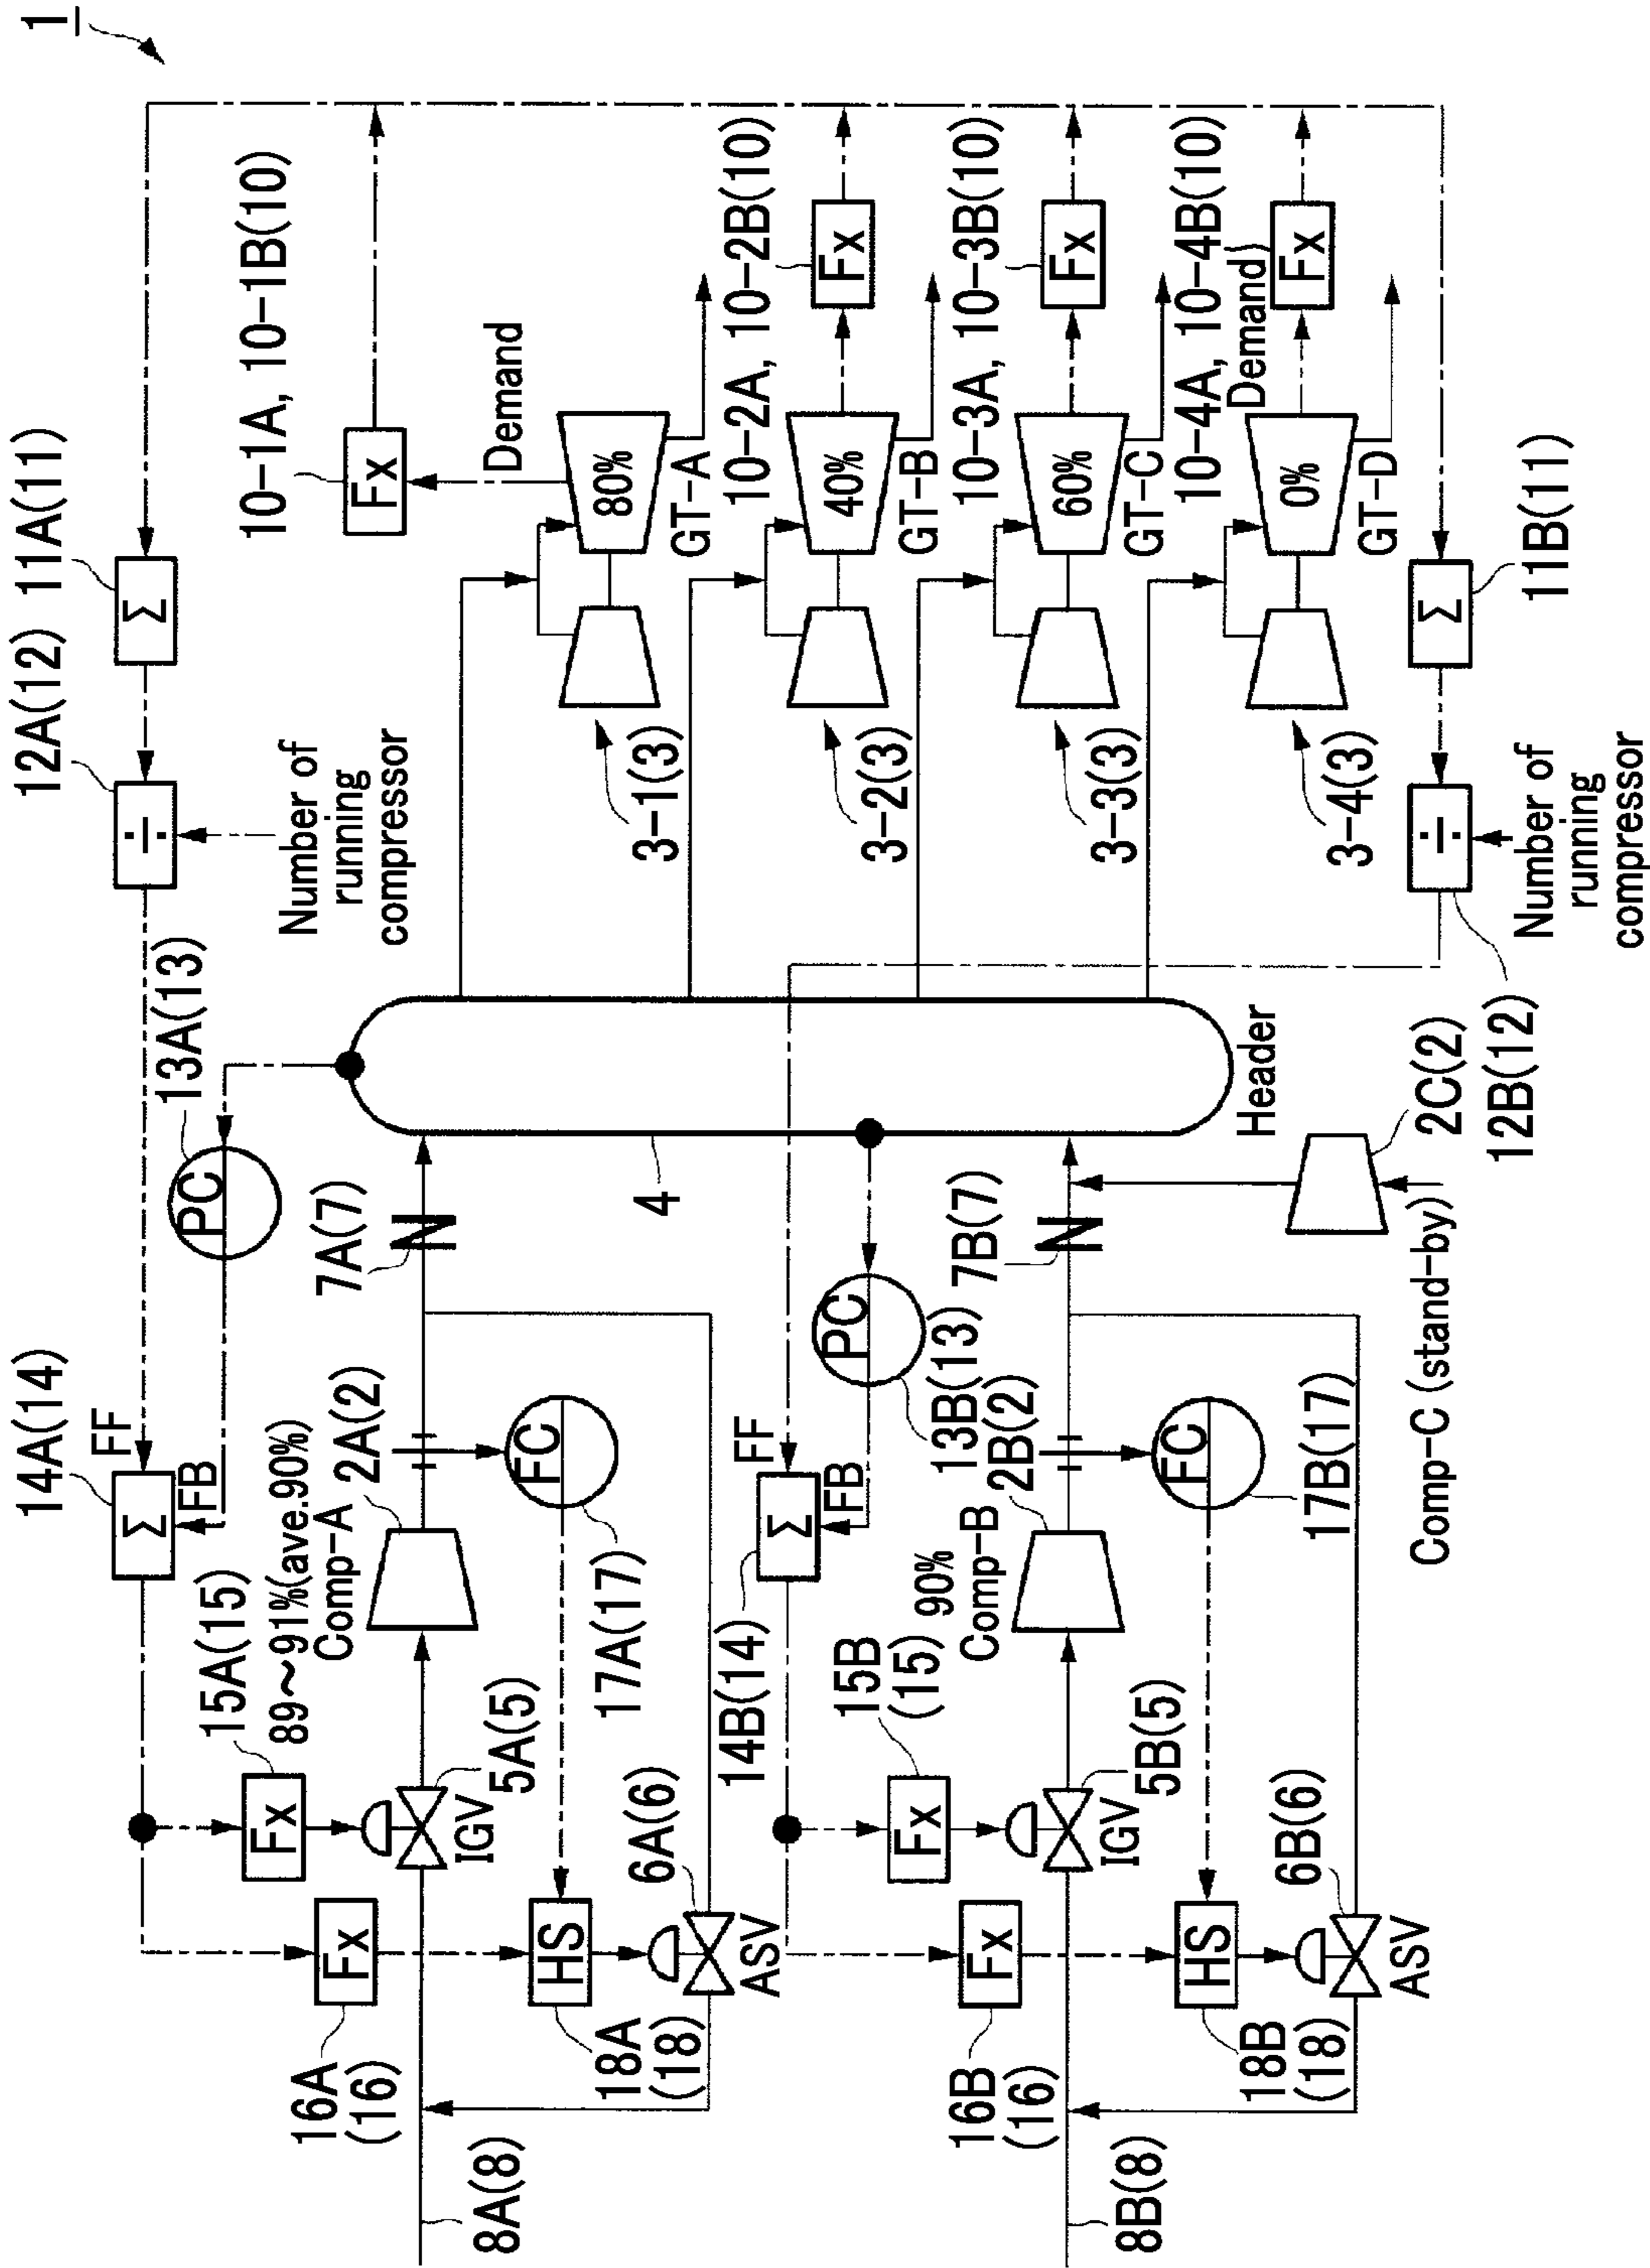 1
14A(14)
FF
Σ
FB
13A(13)
PC
12A(12)
÷
Number of
running
compressor
11A(11)
Σ
10-1A, 10-1B(10)
Fx
Demand
16A
(16)
Fx
15A(15)
Fx
89~91%(ave.90%)
Comp-A
2A(2)
7A(7)
N
8A(8)
IGV
5A(5)
FC
17A(17)
HS
18A
(18)
6A(6)
ASV
4
Header
3-1(3)
80%
GT-A
10-2A, 10-2B(10)
Fx
3-2(3)
40%
GT-B
10-3A, 10-3B(10)
Fx
3-3(3)
60%
GT-C
10-4A, 10-4B(10)
Demand
Fx
3-4(3)
0%
GT-D
14B(14)
FF
Σ
FB
PC
13B(13)
16B
(16)
Fx
15B
(15)
Fx
90%
Comp-B
2B(2)
7B(7)
N
8B(8)
IGV
5B(5)
FC
17B(17)
HS
18B
(18)
6B(6)
ASV
Comp-C (stand-by)
2C(2)
12B(12)
÷
Number of
running
compressor
Σ
11B(11)